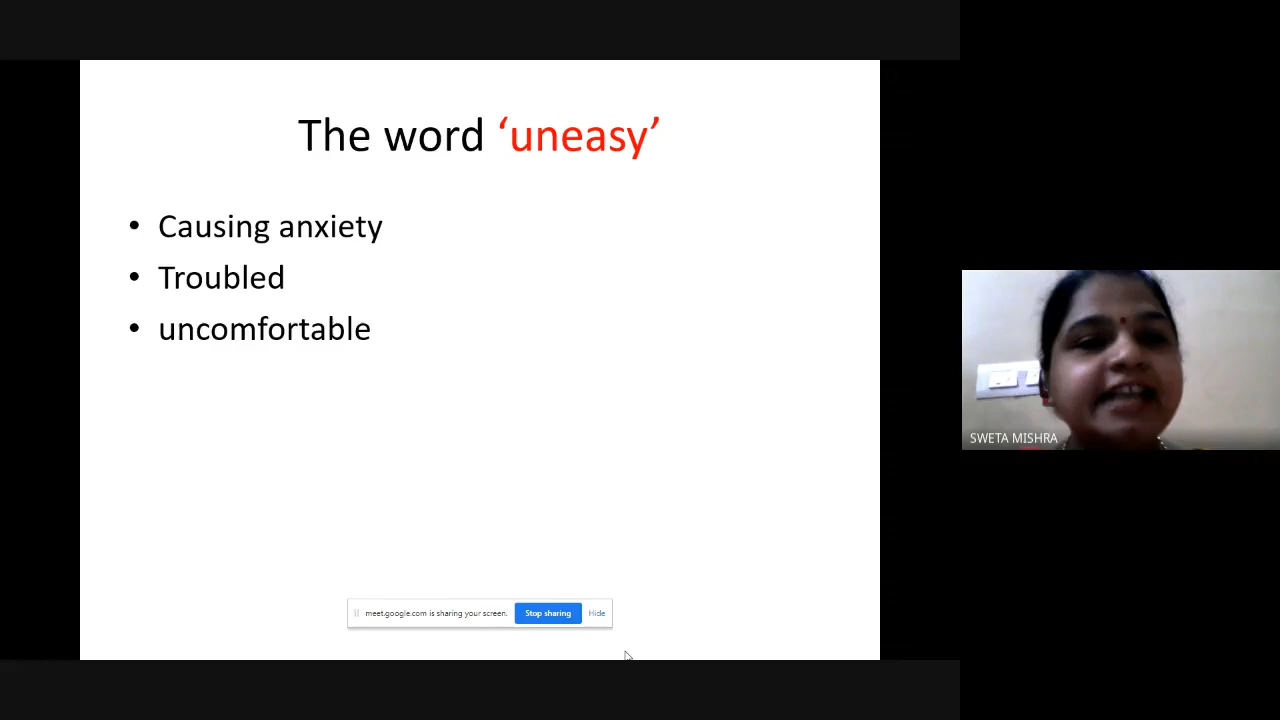 The word ‘uneasy’
• Causing anxiety
• Troubled
• uncomfortable
SWETA MISHRA
meet.google.com is sharing your screen. Stop sharing Hide